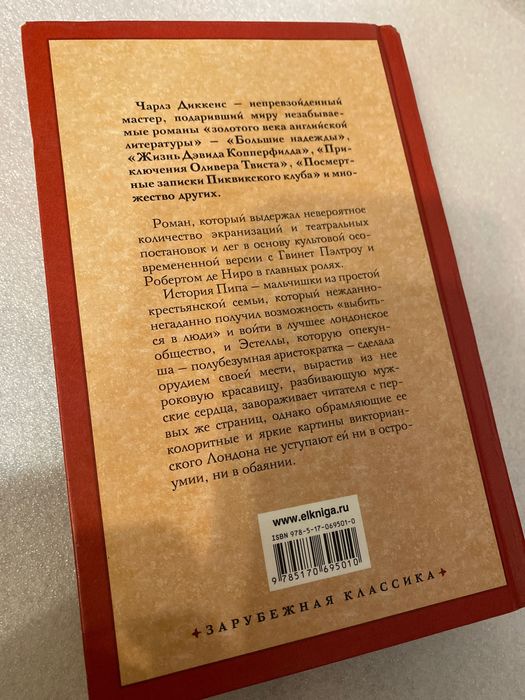 Чарлз Диккенс — непревзойденный
мастер, подаривший миру незабывае-
мые романы «золотого века английской
литературы» — «Большие надежды»,
«Жизнь Дэвида Копперфилда», «При-
ключения Оливера Твиста», «Посмерт-
ные записки Пиквикского клуба» и мно-
жество других.
Роман, который выдержал невероятное
количество экранизаций и театральных
постановок и лег в основу культовой осо-
временной версии с Гвинет Пэлтроу и
Робертом де Ниро в главных ролях.
История Пипа — мальчишки из простой
крестьянской семьи, который нежданно-
негаданно получил возможность «выбить-
ся в люди» и войти в лучшее лондонское
общество, и Эстеллы, которую опекун-
ша — полубезумная аристократка — сделала
орудием своей мести, вырастив из нее
роковую красавицу, разбивающую муж-
ские сердца, завораживает читателя с пер-
вых же страниц, однако обрамляющие ее
колоритные и яркие картины викториан-
ского Лондона не уступают ей ни в остро-
умии, ни в обаянии.
www.elkniga.ru
ISBN 978-5-17-069501-0
9 785170 695010
ЗАРУБЕЖНАЯ КЛАССИКА